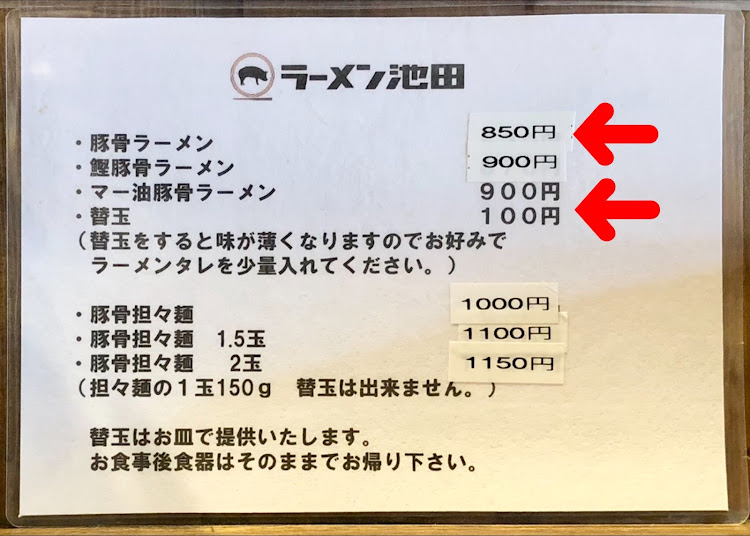 ラーメン池田
・豚骨ラーメン 850円
・鰹豚骨ラーメン 900円
・マー油豚骨ラーメン 900円
・替玉 100円
(替玉をすると味が薄くなりますのでお好みで
ラーメンタレを少量入れてください。)
・豚骨担々麺 1000円
・豚骨担々麺 1.5玉 1100円
・豚骨担々麺 2玉 1150円
(担々麺の1玉150g 替玉は出来ません。)
替玉はお皿で提供いたします。
お食事後食器はそのままでお帰り下さい。